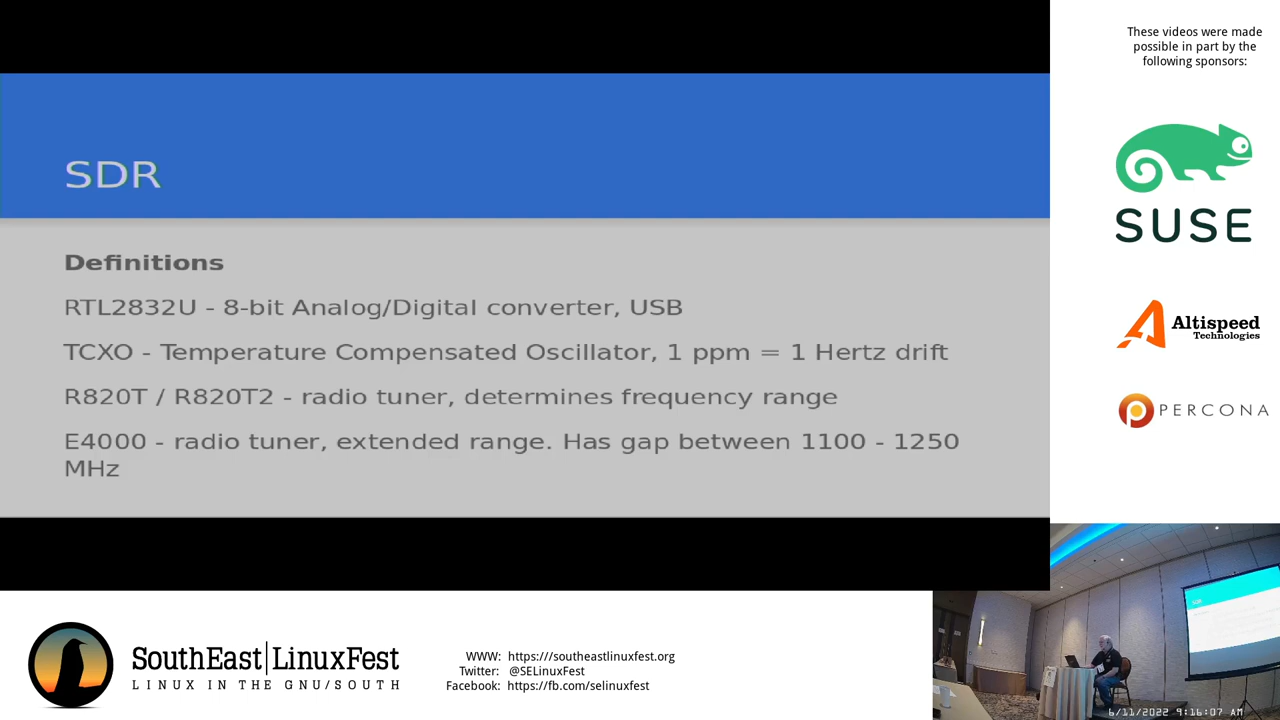 These videos were made
possible in part by the
following sponsors:
SDR
Definitions
RTL2832U - 8-bit Analog/Digital converter, USB
TCXO - Temperature Compensated Oscillator, 1 ppm = 1 Hertz drift
R820T / R820T2 - radio tuner, determines frequency range
E4000 - radio tuner, extended range. Has gap between 1100 - 1250
MHz
SUSE
Altispeed
Technologies
PERCONA
SouthEast|LinuxFest
LINUX IN THE GNU/SOUTH
WWW: https:///southeastlinuxfest.org
Twitter: @SELinuxFest
Facebook: https://fb.com/selinuxfest
SDR
6/11/2022 9:16:07 AM